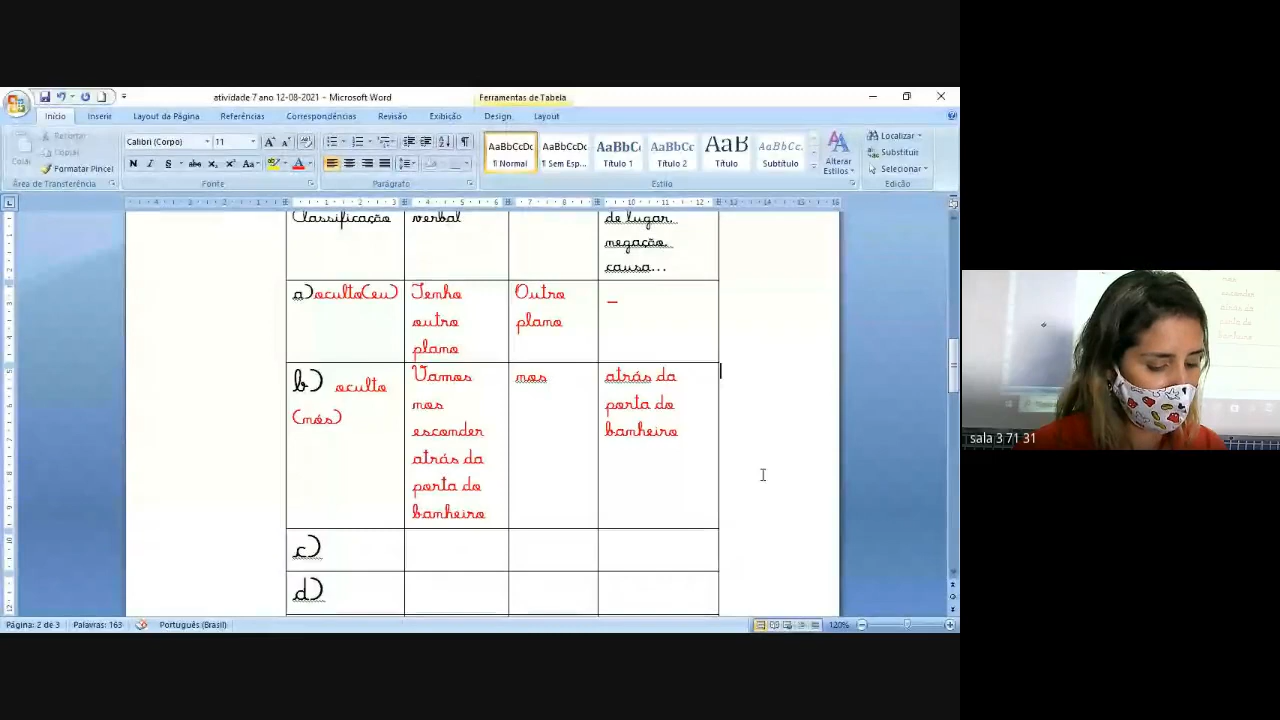 atividade 7 ano 12-08-2021 - Microsoft Word
Ferramentas de Tabela
Início
Inserir
Layout da Página
Referências
Correspondências
Revisão
Exibição
Design
Layout
Recortar
Copiar
Colar
Formatar Pincel
Área de Transferência
Calibri (Corpo)
11
Fonte
Parágrafo
AaBbCcDc
¶ Normal
AaBbCcDc
¶ Sem Esp...
AaBbCc
Título 1
AaBbCc
Título 2
AaB
Título
AaBbCc.
Subtítulo
Alterar
Estilos
Estilo
Localizar
Substituir
Selecionar
Edição
Classificação
verbal
de lugar,
negação,
causa...
a)oculto(eu)
Tenho
outro
plano
Outro
plano
_
b) oculto
(nós)
Vamos
nos
esconder
atrás da
porta do
banheiro
nos
atrás da
porta do
banheiro
c)
d)
Página: 2 de 3
Palavras: 163
Português (Brasil)
120%
sala 3 71 31